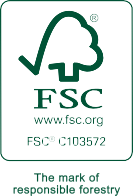 ®
FSC
www.fsc.org
FSC® C103572
The mark of
responsible forestry